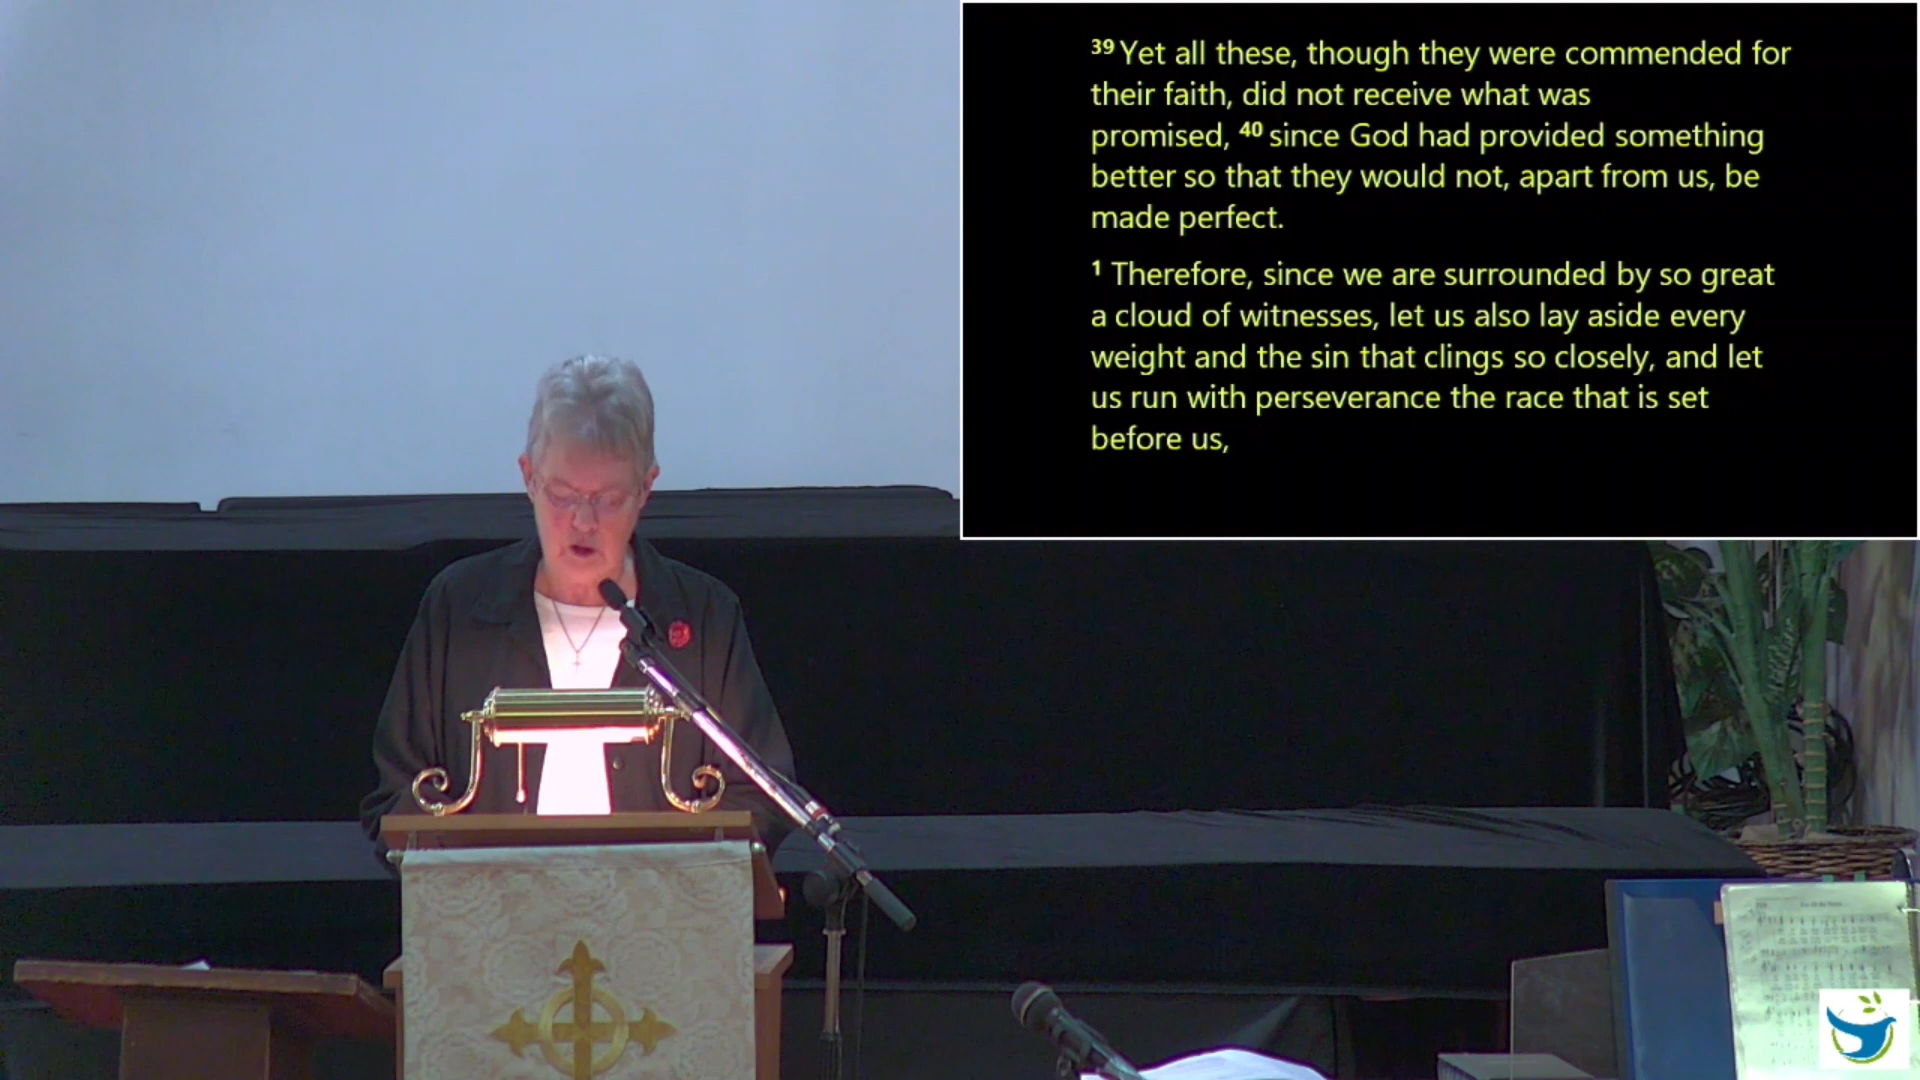 39 Yet all these, though they were commended for
their faith, did not receive what was
promised, 40 since God had provided something
better so that they would not, apart from us, be
made perfect.
1 Therefore, since we are surrounded by so great
a cloud of witnesses, let us also lay aside every
weight and the sin that clings so closely, and let
us run with perseverance the race that is set
before us,